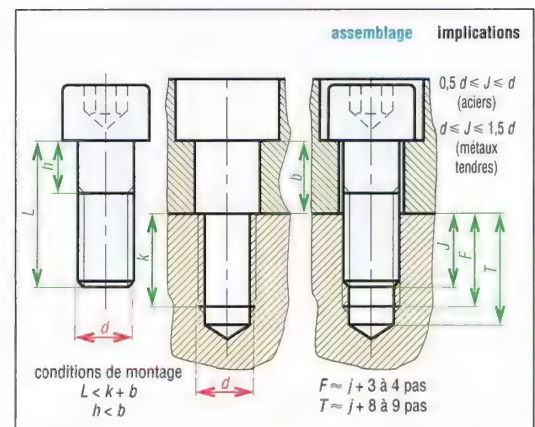 assemblage implications
0,5 d ≤ J ≤ d
(aciers)
d ≤ J ≤ 1,5 d
(métaux
tendres)
h
L
b
k
J
F
T
d
d
conditions de montage
L < k + b
h < b
F ≈ j + 3 à 4 pas
T ≈ j + 8 à 9 pas